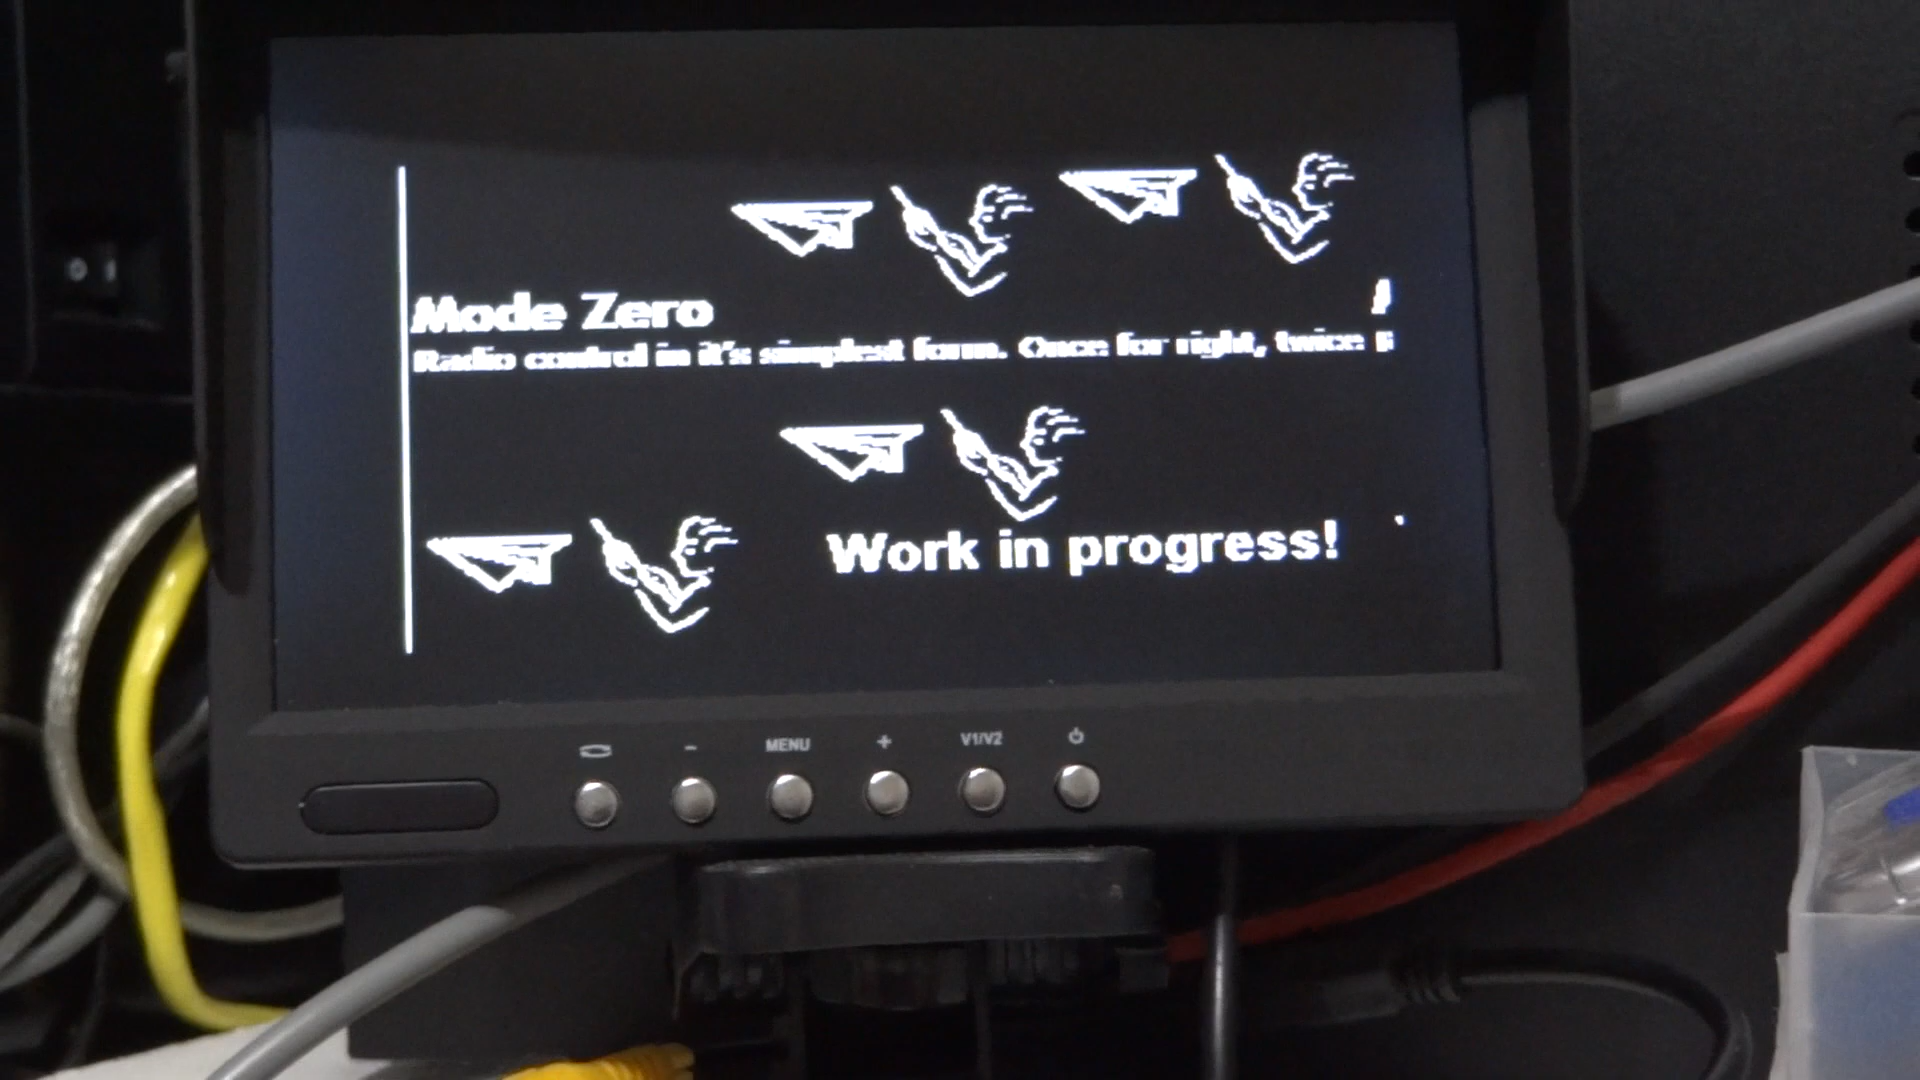 Mode Zero
Radio control in it's simplest form. Once for right, twice
Work in progress!
MENU
V1/V2